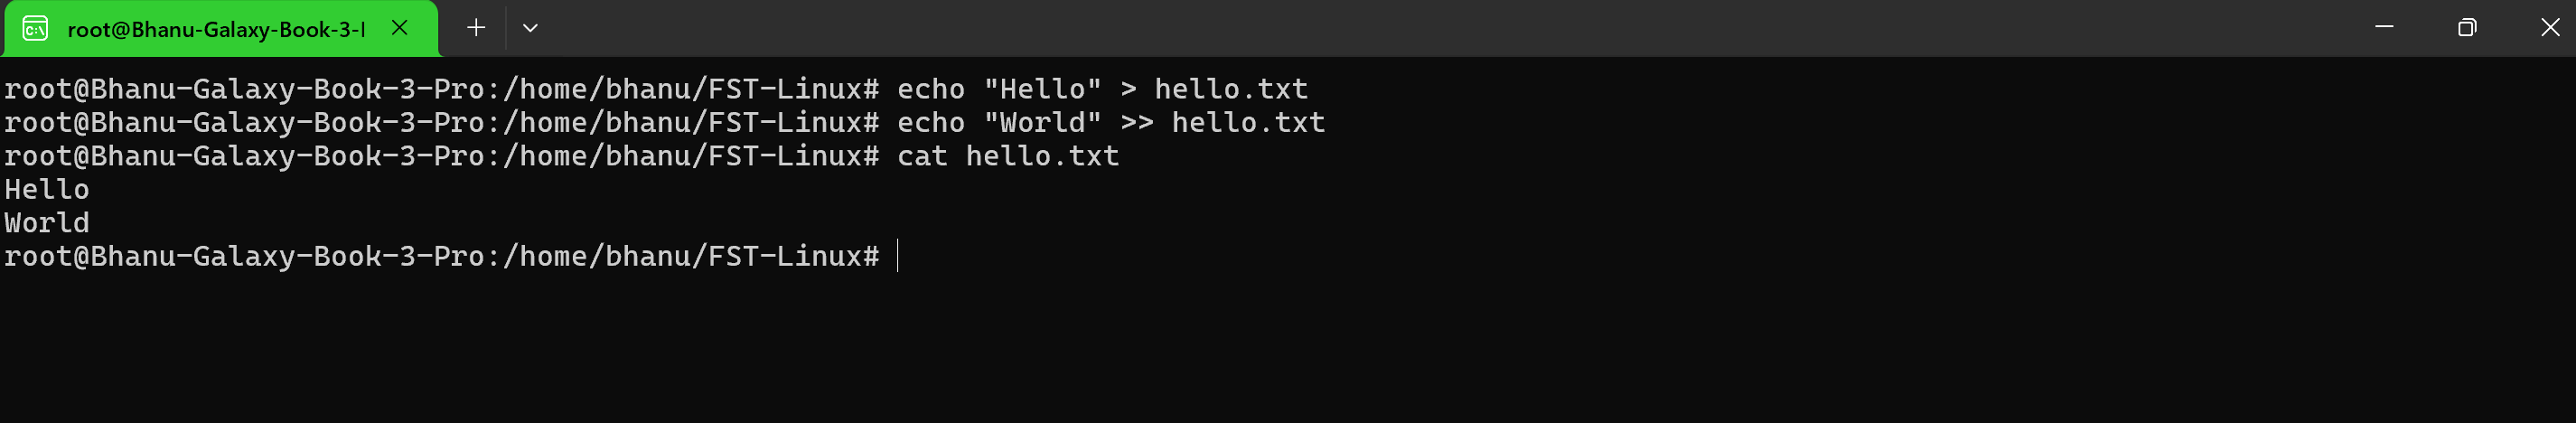 root@Bhanu-Galaxy-Book-3-I
root@Bhanu-Galaxy-Book-3-Pro:/home/bhanu/FST-Linux# echo "Hello" > hello.txt
root@Bhanu-Galaxy-Book-3-Pro:/home/bhanu/FST-Linux# echo "World" >> hello.txt
root@Bhanu-Galaxy-Book-3-Pro:/home/bhanu/FST-Linux# cat hello.txt
Hello
World
root@Bhanu-Galaxy-Book-3-Pro:/home/bhanu/FST-Linux#